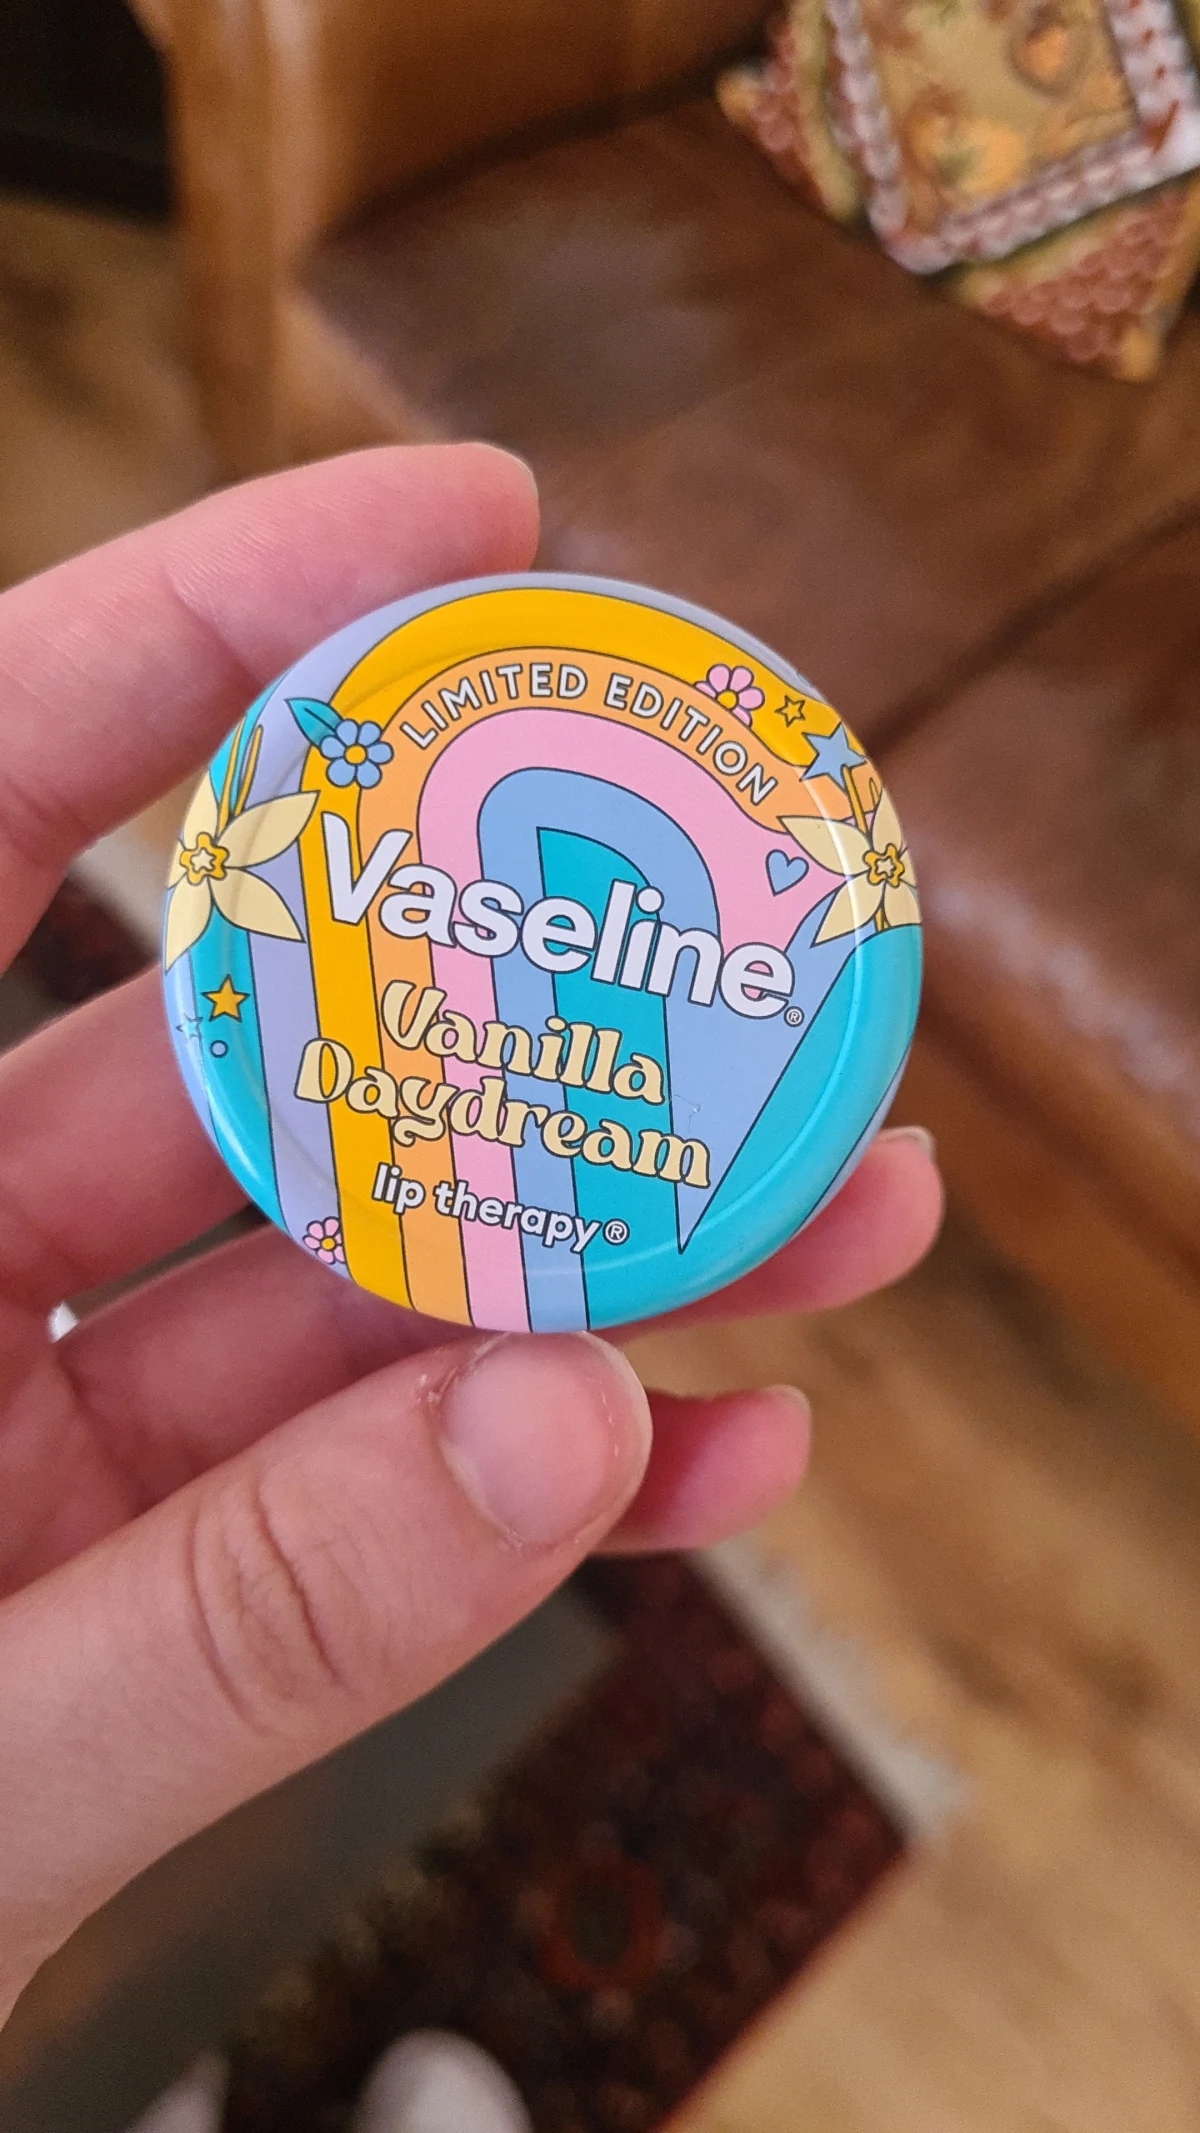 LIMITED EDITION
Vaseline®
Vanilla
Daydream
lip therapy®